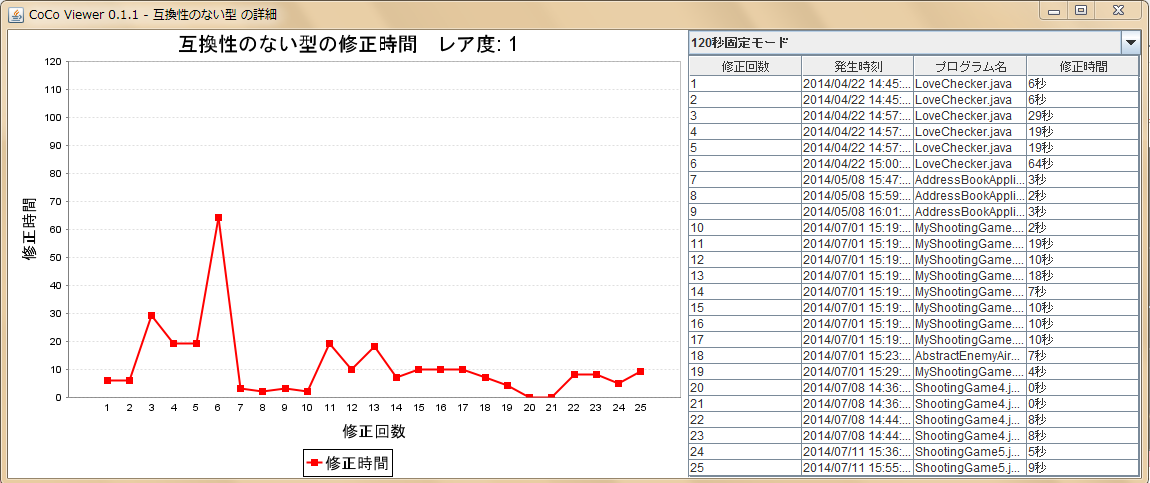 CoCo Viewer 0.1.1 - 互換性のない型 の詳細
互換性のない型の修正時間 レア度: 1
120
110
100
90
80
70
60
50
40
30
20
10
0
修正時間
1 2 3 4 5 6 7 8 9 10 11 12 13 14 15 16 17 18 19 20 21 22 23 24 25
修正回数
修正時間
120秒固定モード
修正回数 発生時刻 プログラム名 修正時間
1 2014/04/22 14:45:... LoveChecker.java 6秒
2 2014/04/22 14:45:... LoveChecker.java 6秒
3 2014/04/22 14:57:... LoveChecker.java 29秒
4 2014/04/22 14:57:... LoveChecker.java 19秒
5 2014/04/22 14:57:... LoveChecker.java 19秒
6 2014/04/22 15:00:... LoveChecker.java 64秒
7 2014/05/08 15:47:... AddressBookAppli... 3秒
8 2014/05/08 15:59:... AddressBookAppli... 2秒
9 2014/05/08 16:01:... AddressBookAppli... 3秒
10 2014/07/01 15:19:... MyShootingGame.... 2秒
11 2014/07/01 15:19:... MyShootingGame.... 19秒
12 2014/07/01 15:19:... MyShootingGame.... 10秒
13 2014/07/01 15:19:... MyShootingGame.... 18秒
14 2014/07/01 15:19:... MyShootingGame.... 7秒
15 2014/07/01 15:19:... MyShootingGame.... 10秒
16 2014/07/01 15:19:... MyShootingGame.... 10秒
17 2014/07/01 15:19:... MyShootingGame.... 10秒
18 2014/07/01 15:23:... AbstractEnemyAir... 7秒
19 2014/07/01 15:29:... MyShootingGame.... 4秒
20 2014/07/08 14:36:... ShootingGame4.j... 0秒
21 2014/07/08 14:36:... ShootingGame4.j... 0秒
22 2014/07/08 14:44:... ShootingGame4.j... 8秒
23 2014/07/08 14:44:... ShootingGame4.j... 8秒
24 2014/07/11 15:36:... ShootingGame5.j... 5秒
25 2014/07/11 15:55:... ShootingGame5.j... 9秒